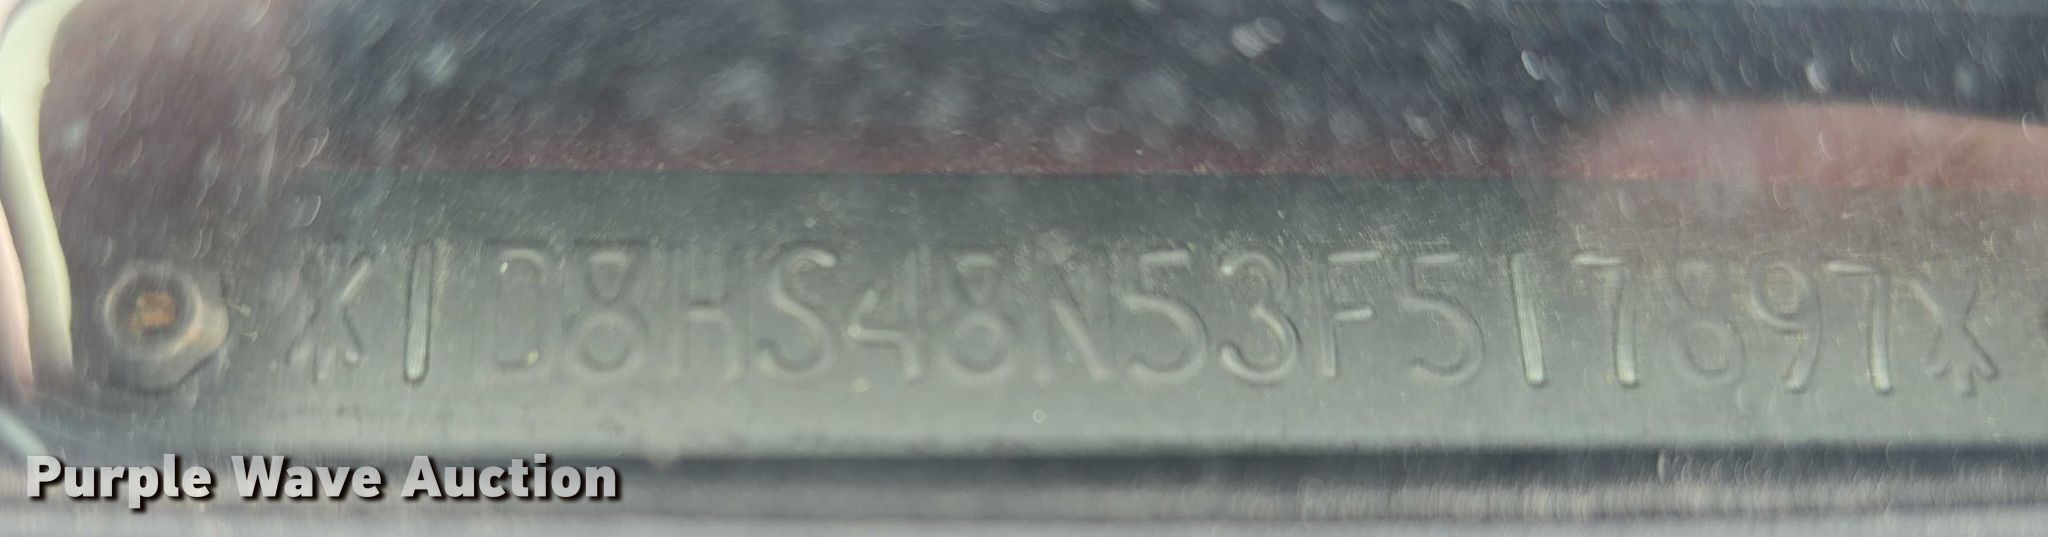 *1D8HS48N53F517897*
Purple Wave Auction